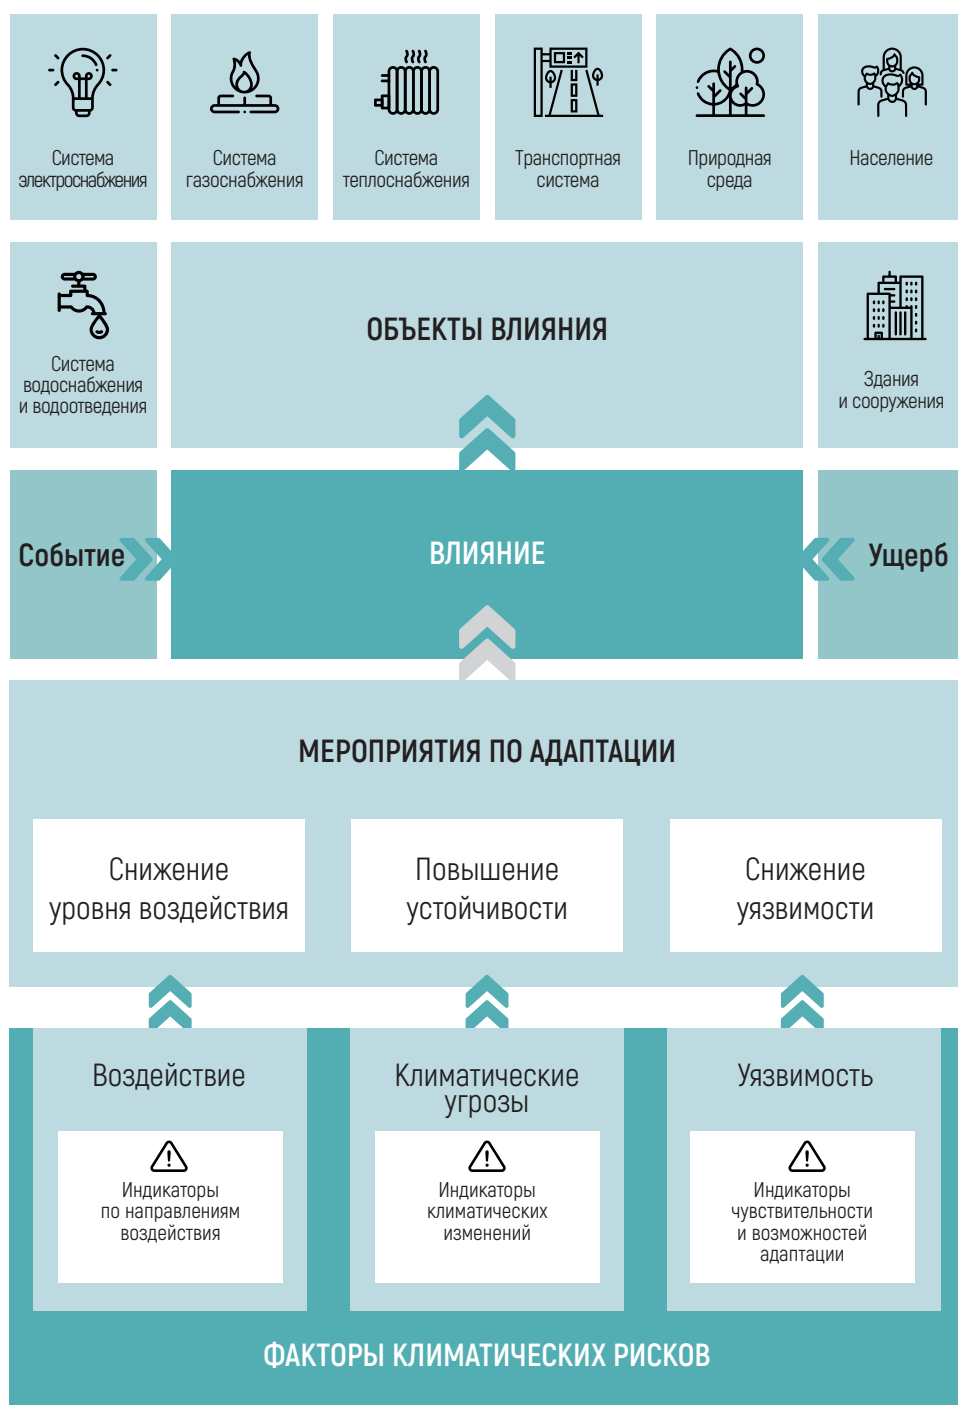 Система
электроснабжения
Система
газоснабжения
Система
теплоснабжения
Транспортная
система
Природная
среда
Население
Система
водоснабжения
и водоотведения
ОБЪЕКТЫ ВЛИЯНИЯ
Здания
и сооружения
Событие
ВЛИЯНИЕ
Ущерб
МЕРОПРИЯТИЯ ПО АДАПТАЦИИ
Снижение
уровня воздействия
Повышение
устойчивости
Снижение
уязвимости
Воздействие
Индикаторы
по направлениям
воздействия
Климатические
угрозы
Индикаторы
климатических
изменений
Уязвимость
Индикаторы
чувствительности
и возможностей
адаптации
ФАКТОРЫ КЛИМАТИЧЕСКИХ РИСКОВ